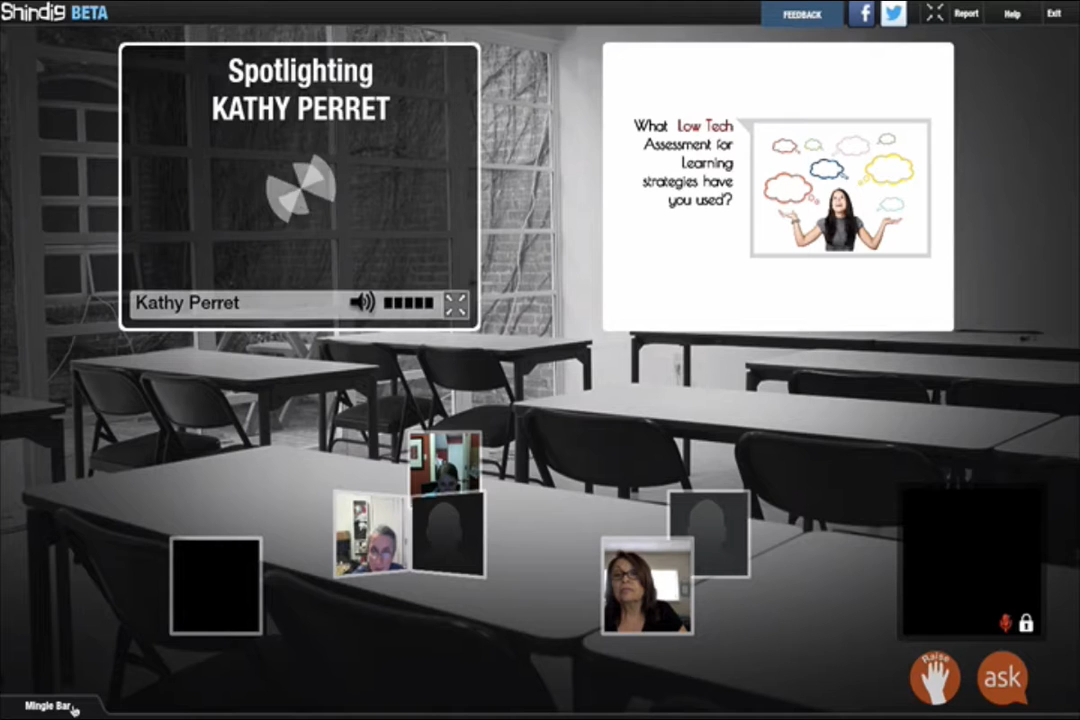 Shindig BETA
FEEDBACK
Report
Help
Exit
Spotlighting
KATHY PERRET
Kathy Perret
What Low Tech
Assessment for
Learning
strategies have
you used?
Raise
ask
Mingle Bar